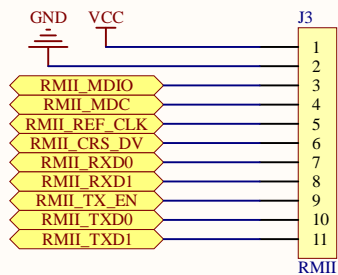 GND VCC J3
1
2
RMII_MDIO 3
RMII_MDC 4
RMII_REF_CLK 5
RMII_CRS_DV 6
RMII_RXD0 7
RMII_RXD1 8
RMII_TX_EN 9
RMII_TXD0 10
RMII_TXD1 11
RMII